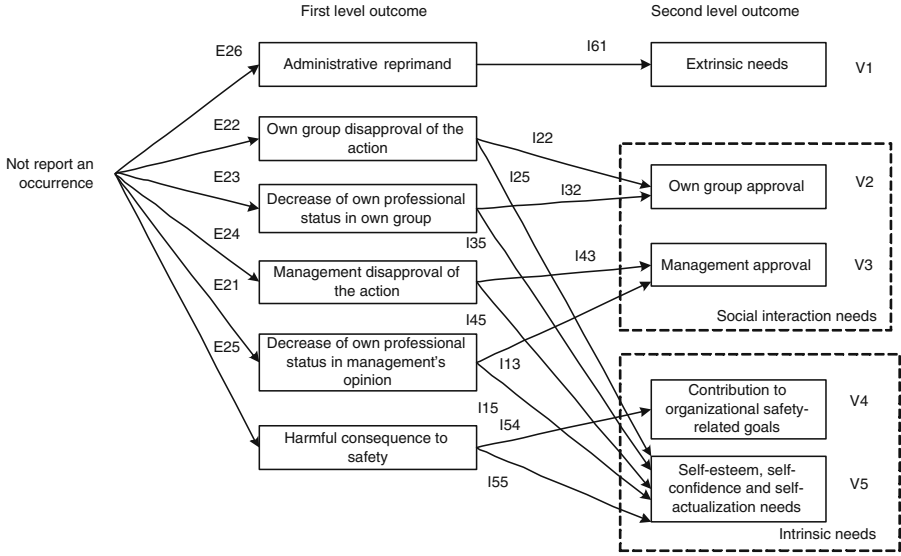 First level outcome
Second level outcome
E26
Administrative reprimand
I61
Extrinsic needs
V1
E22
Own group disapproval of the
action
I22
Not report an
occurrence
E23
I25
I32
Own group approval
V2
Decrease of own professional
status in own group
E24
I35
I43
Management approval
V3
Management disapproval of
the action
E21
Social interaction needs
I45
E25
Decrease of own professional
status in management's
opinion
I13
I15
I54
Contribution to
organizational safety-
related goals
V4
Harmful consequence to
safety
I55
Self-esteem, self-
confidence and self-
actualization needs
V5
Intrinsic needs